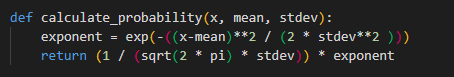 def calculate_probability(x, mean, stdev):
    exponent = exp(-((x-mean)**2 / (2 * stdev**2 )))
    return (1 / (sqrt(2 * pi) * stdev)) * exponent